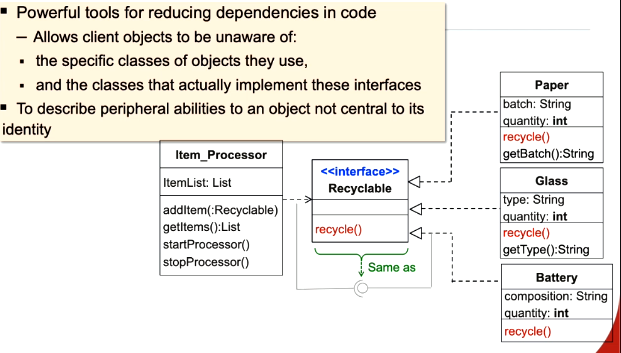 ▪ Powerful tools for reducing dependencies in code
– Allows client objects to be unaware of:
▪ the specific classes of objects they use,
▪ and the classes that actually implement these interfaces
▪ To describe peripheral abilities to an object not central to its
identity
Item_Processor
ItemList: List
addItem(:Recyclable)
getItems():List
startProcessor()
stopProcessor()
<<interface>>
Recyclable
recycle()
Same as
Paper
batch: String
quantity: int
recycle()
getBatch():String
Glass
type: String
quantity: int
recycle()
getType():String
Battery
composition: String
quantity: int
recycle()